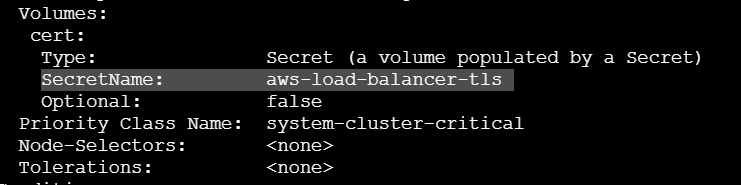 Volumes:
cert:
Type: Secret (a volume populated by a Secret)
SecretName: aws-load-balancer-tls
Optional: false
Priority Class Name: system-cluster-critical
Node-Selectors: <none>
Tolerations: <none>